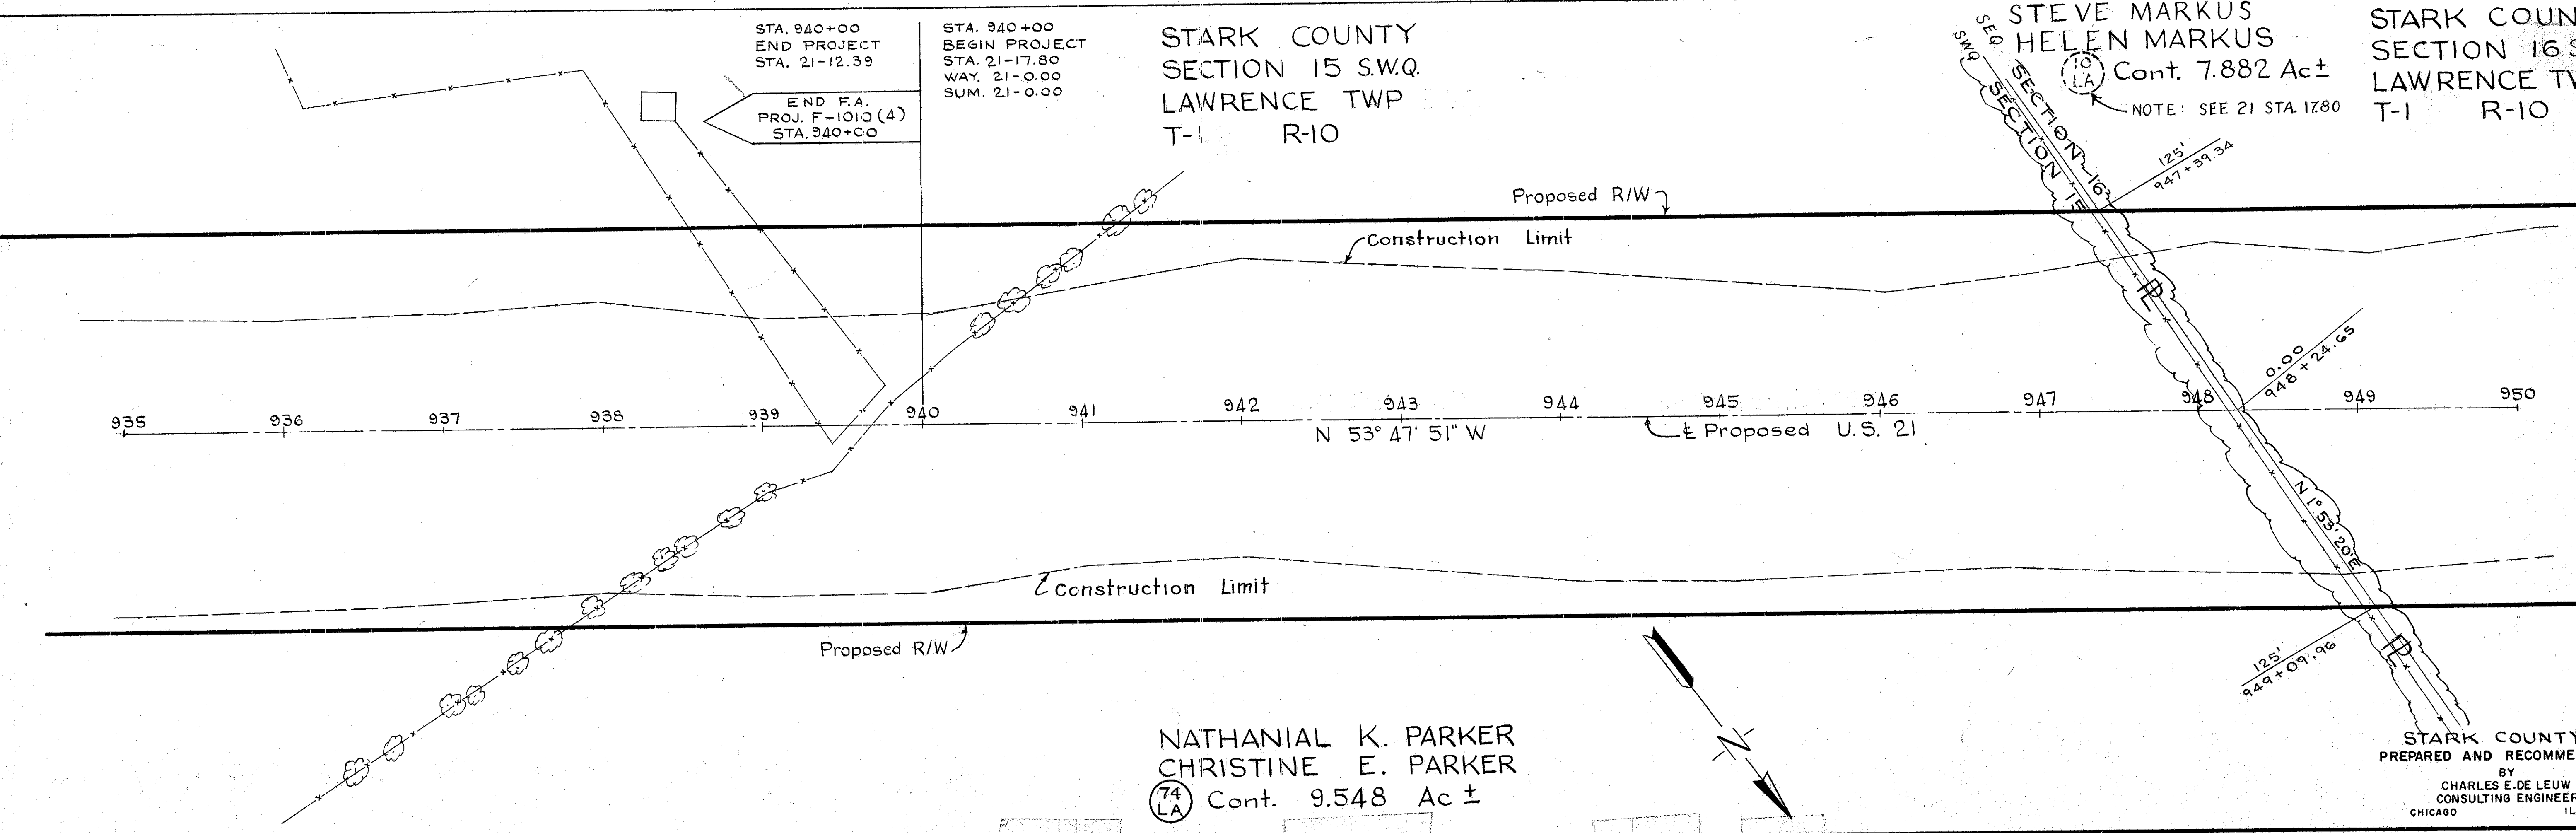 STA. 940+00
END PROJECT
STA. 21-12.39
STA. 940+00
BEGIN PROJECT
STA. 21-17.80
WAY. 21-0.00
SUM. 21-0.00
END F.A.
PROJ. F-1010 (4)
STA. 940+00
STARK COUNTY
SECTION 15 S.W.Q.
LAWRENCE TWP
T-1 R-10
SEQ
SWQ
SECTION 16
SECTION 15
STEVE MARKUS
HELEN MARKUS
10
LA
Cont. 7.882 Ac±
NOTE: SEE 21 STA. 17.80
STARK COUN
SECTION 16 S
LAWRENCE TW
T-1 R-10
125'
947+39.34
Proposed R/W
Construction Limit
PL
0.00
948+24.65
935 936 937 938 939 940 941 942 943 944 945 946 947 948 949 950
N 53° 47' 51" W
℄ Proposed U.S. 21
N 1° 53' 20" E
Construction Limit
Proposed R/W
125'
949+09.96
PL
N
NATHANIAL K. PARKER
CHRISTINE E. PARKER
74
LA
Cont. 9.548 Ac ±
STARK COUNTY
PREPARED AND RECOMME
BY
CHARLES E. DE LEUW
CONSULTING ENGINEER
CHICAGO IL